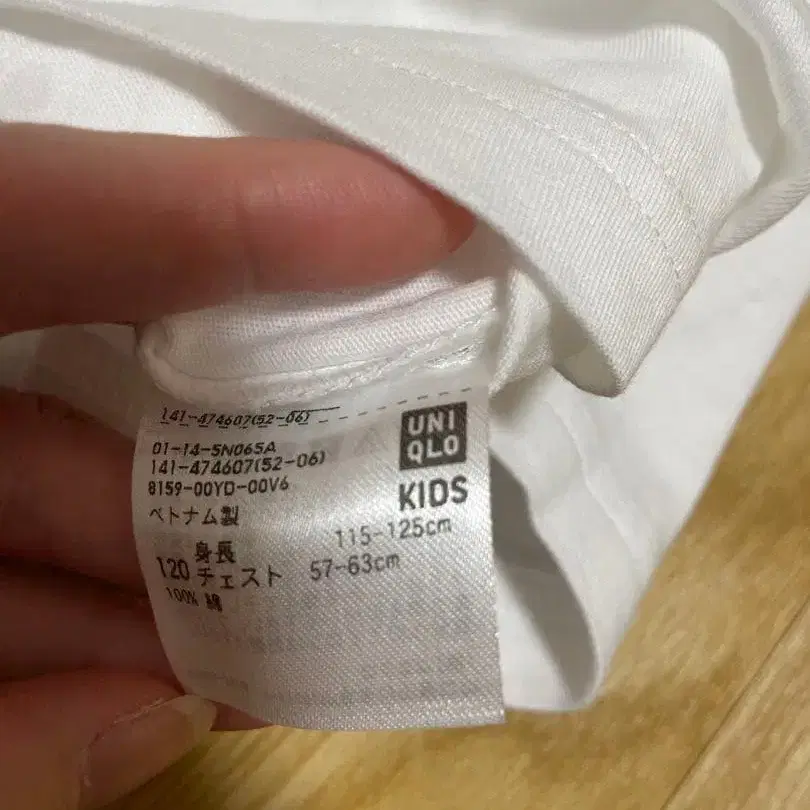 141-474607(52-06)
UNI
QLO
KIDS
01-14-5N065A
141-474607(52-06)
8159-00YD-00V6
ベトナム製
120 身長 115-125cm
チェスト 57-63cm
100% 綿